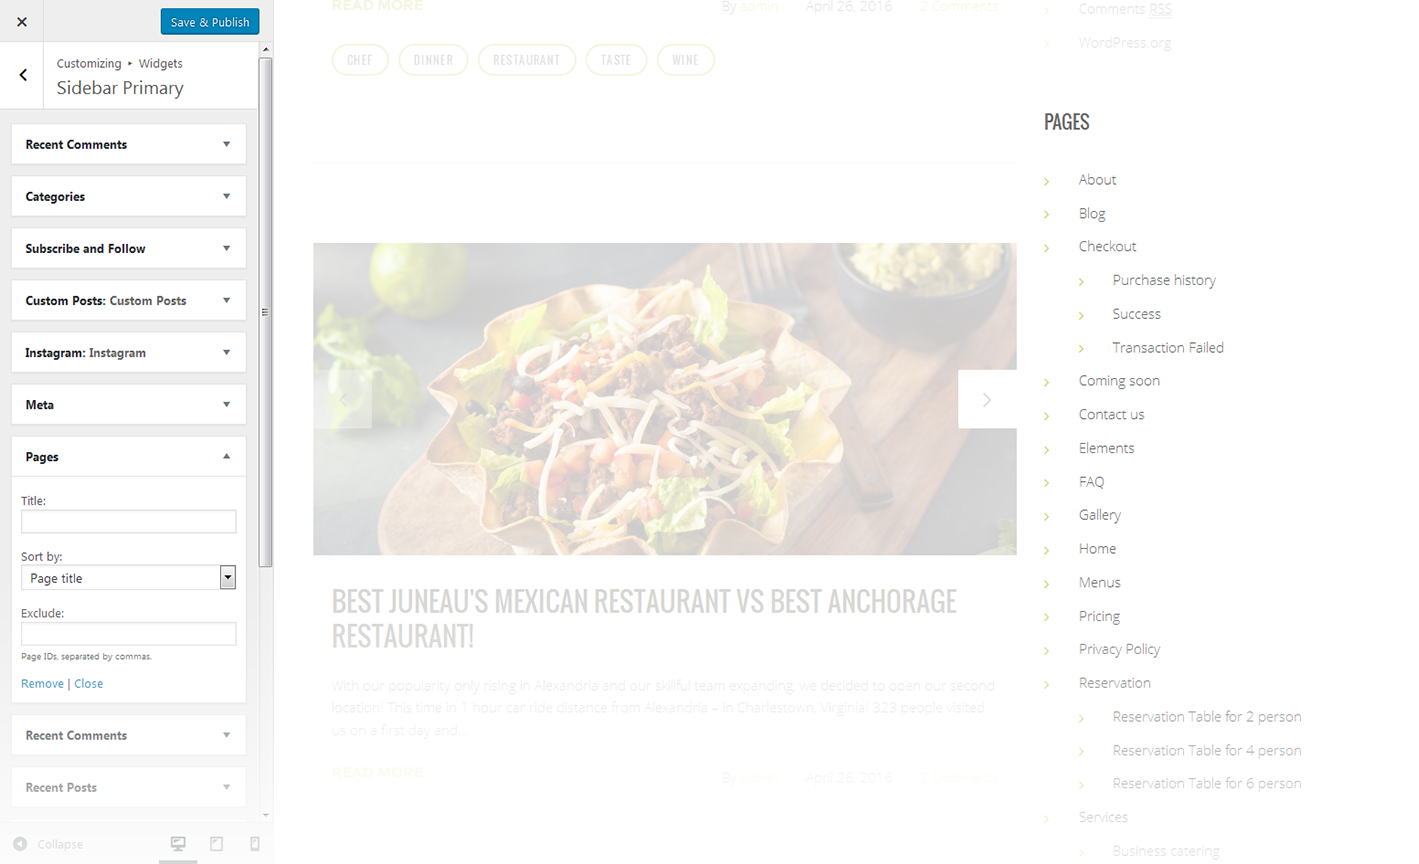 Save & Publish
Customizing ▸ Widgets
Sidebar Primary
Recent Comments
Categories
Subscribe and Follow
Custom Posts: Custom Posts
Instagram: Instagram
Meta
Pages
Title:
Sort by:
Page title
Exclude:
Page IDs, separated by commas.
Remove | Close
Recent Comments
Recent Posts
Collapse
READ MORE
By admin April 26, 2016 2 Comments
CHEF DINNER RESTAURANT TASTE WINE
BEST JUNEAU'S MEXICAN RESTAURANT VS BEST ANCHORAGE
RESTAURANT!
With our popularity only rising in Alexandria and our skillful team expanding, we decided to open our second
location! This time in 1 hour car ride distance from Alexandria – in Charlestown, Virginia! 323 people visited
us on a first day and...
READ MORE
By admin April 26, 2016 2 Comments
Comments RSS
WordPress.org
PAGES
About
Blog
Checkout
Purchase history
Success
Transaction Failed
Coming soon
Contact us
Elements
FAQ
Gallery
Home
Menus
Pricing
Privacy Policy
Reservation
Reservation Table for 2 person
Reservation Table for 4 person
Reservation Table for 6 person
Services
Business catering